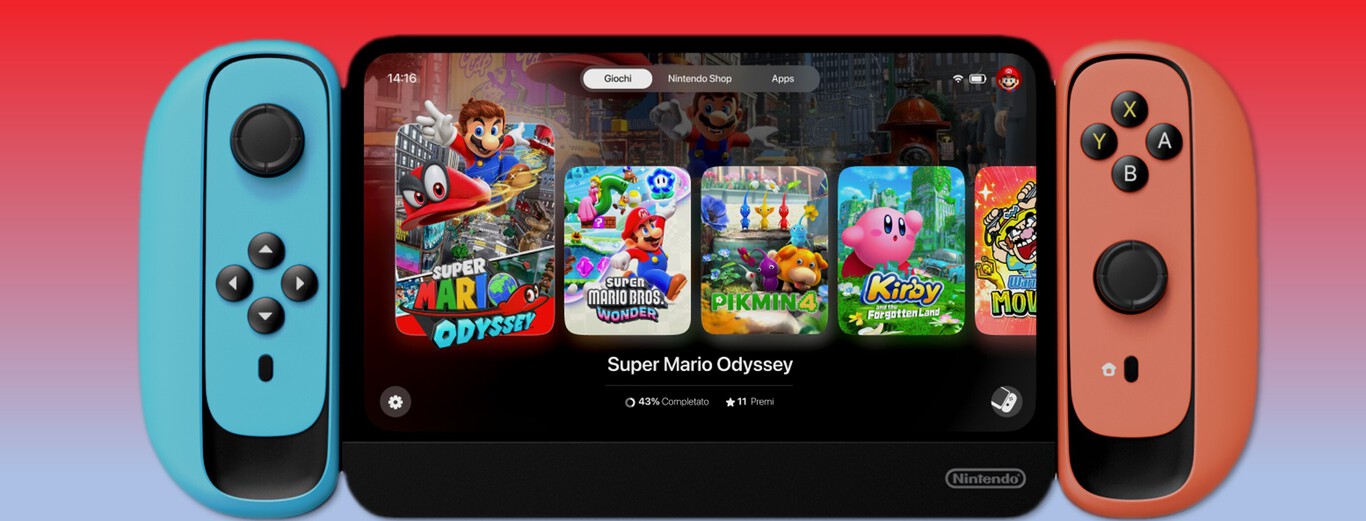 14:16
Giochi Nintendo Shop Apps
SUPER
MARIO
ODYSSEY
SUPER
MARIO BROS.
WONDER
PIKMIN 4
Kirby
and the
Forgotten Land
Super Mario Odyssey
43% Completato 11 Premi
Nintendo
X
Y
A
B